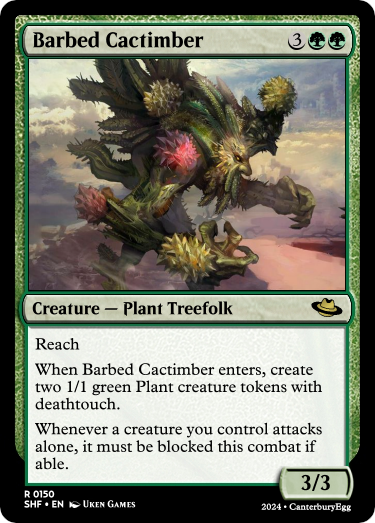 Barbed Cactimber 3
Creature — Plant Treefolk
Reach
When Barbed Cactimber enters, create
two 1/1 green Plant creature tokens with
deathtouch.
Whenever a creature you control attacks
alone, it must be blocked this combat if
able.
3/3
R 0150
SHF • EN Uken Games
2024 • CanterburyEgg